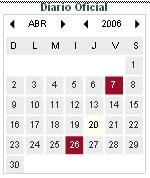 Diario Oficial
ABR 2006
D L M M J V S
1
2 3 4 5 6 7 8
9 10 11 12 13 14 15
16 17 18 19 20 21 22
23 24 25 26 27 28 29
30